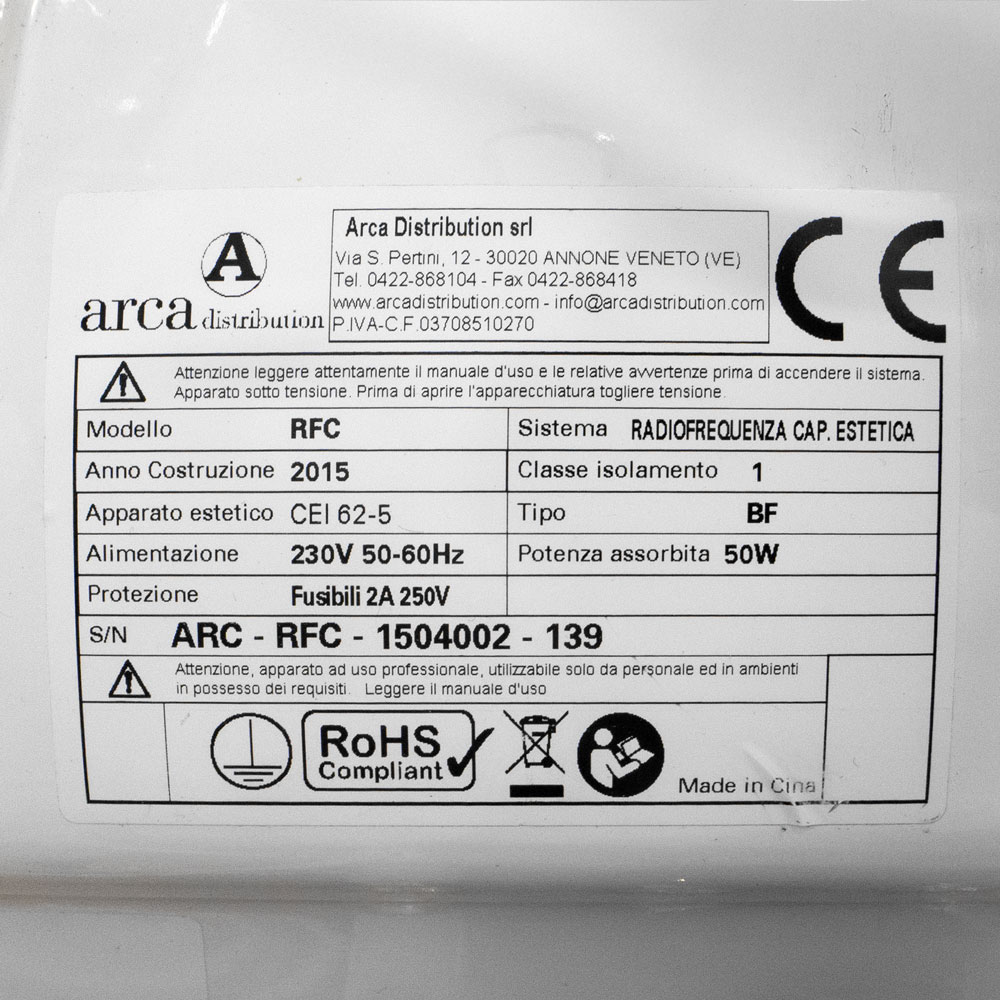 A
arca distribution
Arca Distribution srl
Via S. Pertini, 12 - 30020 ANNONE VENETO (VE)
Tel. 0422-868104 - Fax 0422-868418
www.arcadistribution.com - info@arcadistribution.com
P.IVA-C.F.03708510270
CE
Attenzione leggere attentamente il manuale d'uso e le relative avvertenze prima di accendere il sistema.
Apparato sotto tensione. Prima di aprire l'apparecchiatura togliere tensione.
Modello RFC Sistema RADIOFREQUENZA CAP. ESTETICA
Anno Costruzione 2015 Classe isolamento 1
Apparato estetico CEI 62-5 Tipo BF
Alimentazione 230V 50-60Hz Potenza assorbita 50W
Protezione Fusibili 2A 250V
S/N ARC - RFC - 1504002 - 139
Attenzione, apparato ad uso professionale, utilizzabile solo da personale ed in ambienti
in possesso dei requisiti. Leggere il manuale d'uso
RoHS
Compliant
Made in Cina